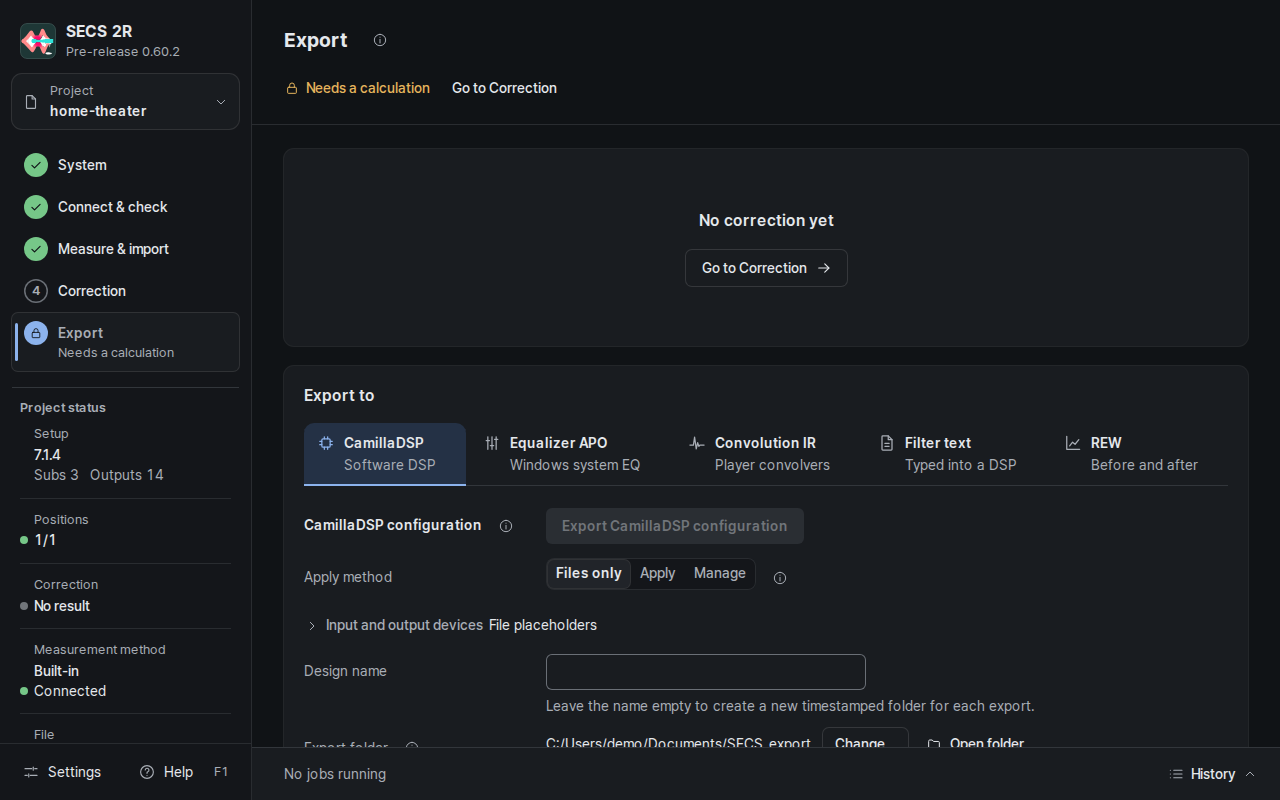 SECS 2R
Pre-release 0.60.2
Project
home-theater
System
Connect & check
Measure & import
4 Correction
Export
Needs a calculation
Project status
Setup
7.1.4
Subs 3 Outputs 14
Positions
1/1
Correction
No result
Measurement method
Built-in
Connected
File
Settings Help F1
Export
Needs a calculation Go to Correction
No correction yet
Go to Correction
Export to
CamillaDSP Equalizer APO Convolution IR Filter text REW
Software DSP Windows system EQ Player convolvers Typed into a DSP Before and after
CamillaDSP configuration Export CamillaDSP configuration
Apply method Files only Apply Manage
Input and output devices File placeholders
Design name
Leave the name empty to create a new timestamped folder for each export.
Export folder C:/Users/demo/Documents/SECS_export Change... Open folder
No jobs running History